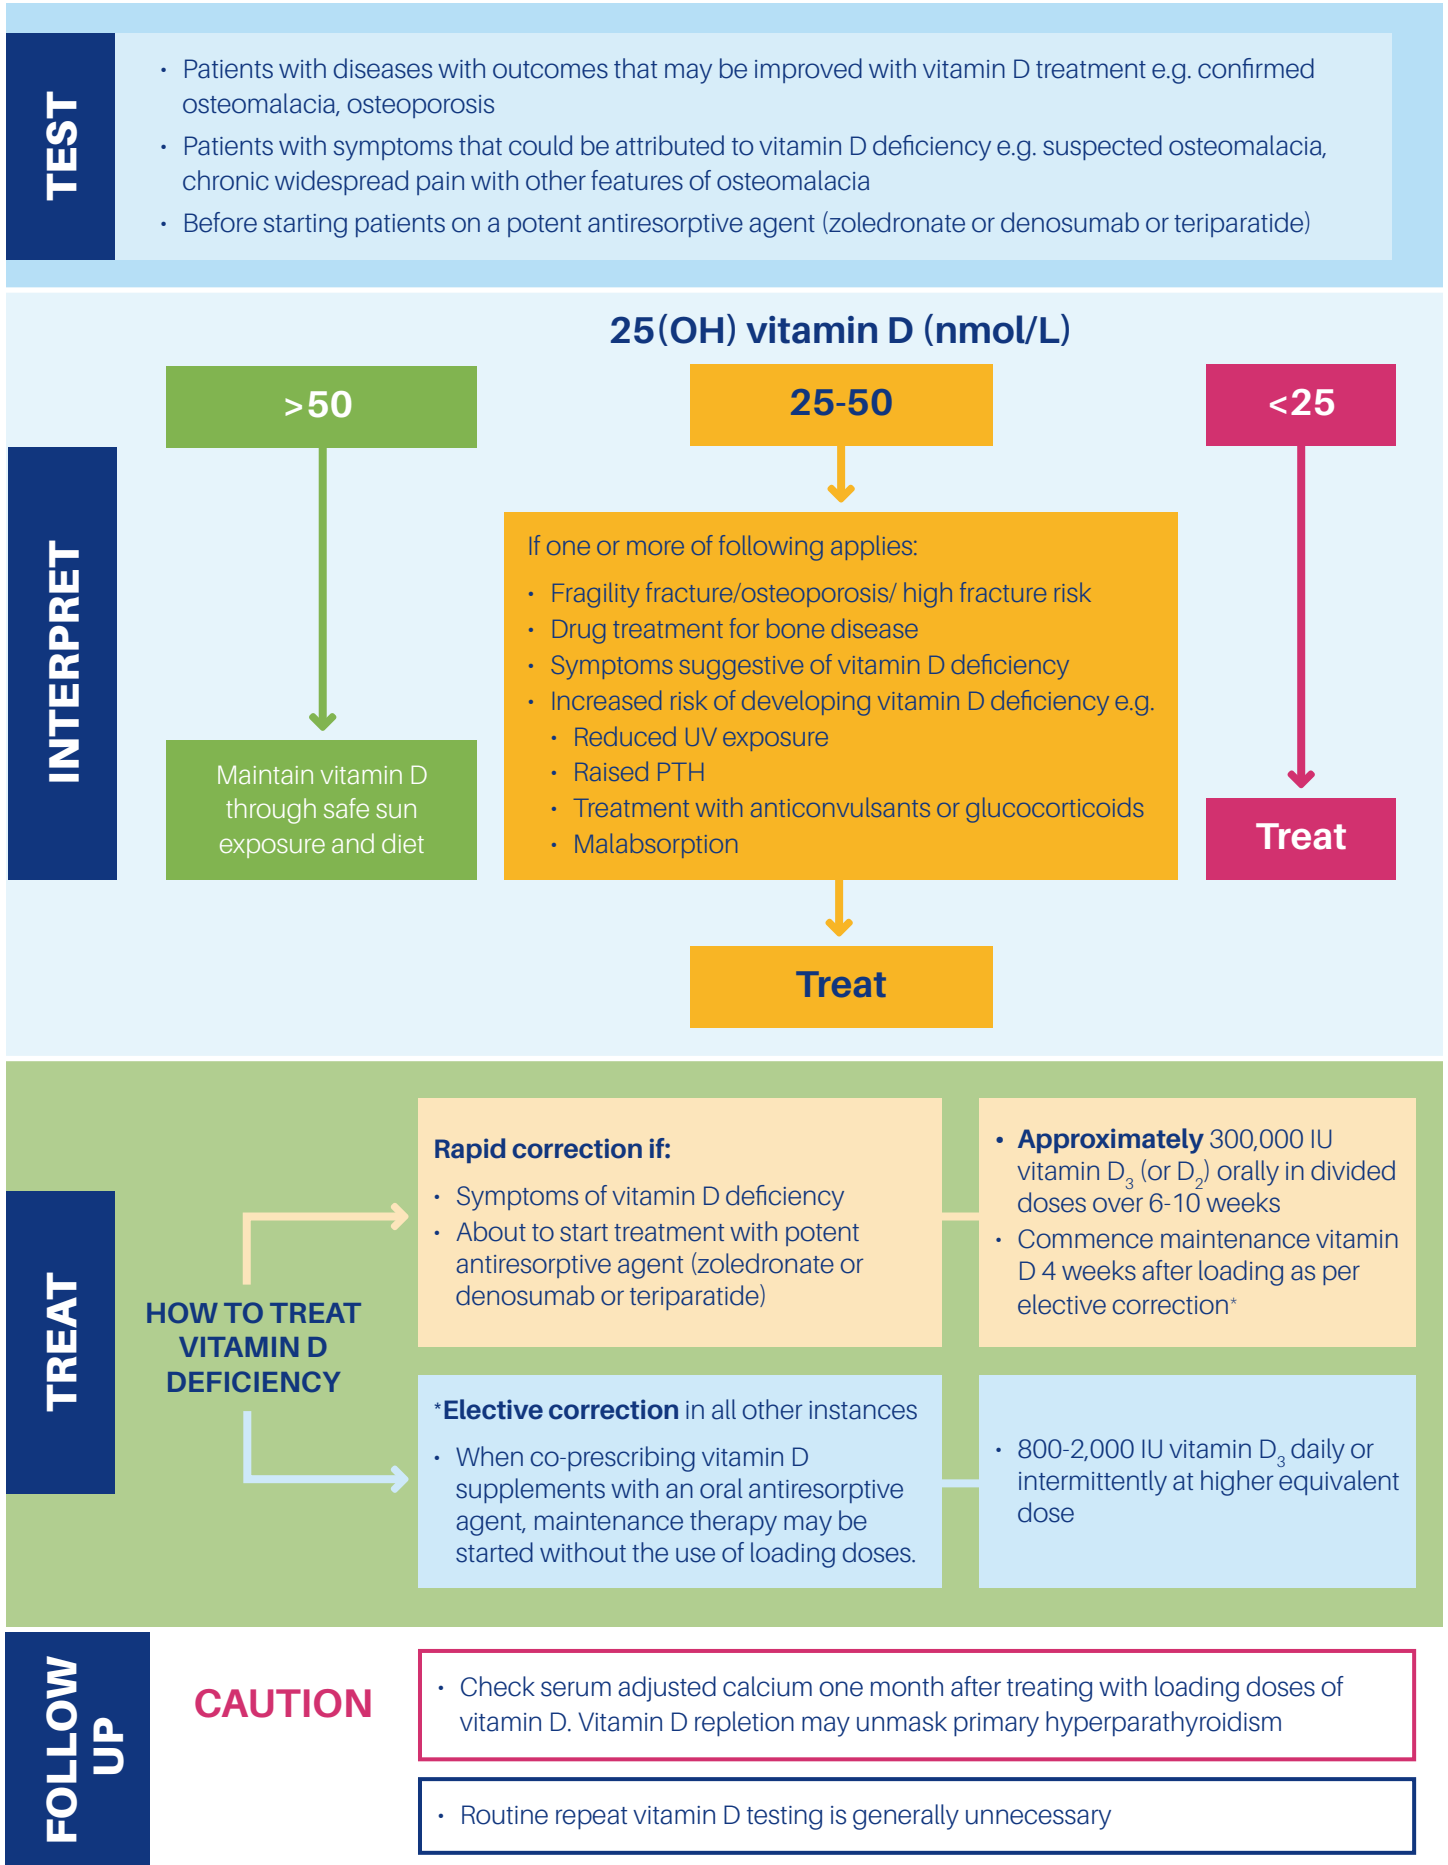 TEST
• Patients with diseases with outcomes that may be improved with vitamin D treatment e.g. confirmed
osteomalacia, osteoporosis
• Patients with symptoms that could be attributed to vitamin D deficiency e.g. suspected osteomalacia,
chronic widespread pain with other features of osteomalacia
• Before starting patients on a potent antiresorptive agent (zoledronate or denosumab or teriparatide)
INTERPRET
25(OH) vitamin D (nmol/L)
>50
25-50
<25
Maintain vitamin D
through safe sun
exposure and diet
If one or more of following applies:
• Fragility fracture/osteoporosis/ high fracture risk
• Drug treatment for bone disease
• Symptoms suggestive of vitamin D deficiency
• Increased risk of developing vitamin D deficiency e.g.
• Reduced UV exposure
• Raised PTH
• Treatment with anticonvulsants or glucocorticoids
• Malabsorption
Treat
Treat
TREAT
HOW TO TREAT
VITAMIN D
DEFICIENCY
Rapid correction if:
• Symptoms of vitamin D deficiency
• About to start treatment with potent
antiresorptive agent (zoledronate or
denosumab or teriparatide)
• Approximately 300,000 IU
vitamin D₃ (or D₂) orally in divided
doses over 6-10 weeks
• Commence maintenance vitamin
D 4 weeks after loading as per
elective correction*
*Elective correction in all other instances
• When co-prescribing vitamin D
supplements with an oral antiresorptive
agent, maintenance therapy may be
started without the use of loading doses.
• 800-2,000 IU vitamin D₃ daily or
intermittently at higher equivalent
dose
FOLLOW
UP
CAUTION
• Check serum adjusted calcium one month after treating with loading doses of
vitamin D. Vitamin D repletion may unmask primary hyperparathyroidism
• Routine repeat vitamin D testing is generally unnecessary